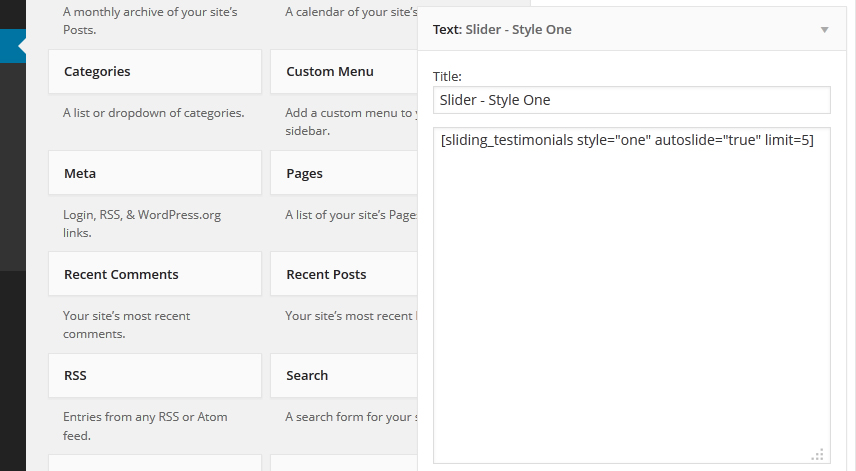 A monthly archive of your site’s
Posts.
A calendar of your site’s
Categories
Custom Menu
A list or dropdown of categories.
Add a custom menu to
sidebar.
Meta
Pages
Login, RSS, & WordPress.org
links.
A list of your site’s Pages
Recent Comments
Recent Posts
Your site’s most recent
comments.
Your site’s most recent
RSS
Search
Entries from any RSS or Atom
feed.
A search form for your
Text: Slider - Style One
Title:
Slider - Style One
[sliding_testimonials style="one" autoslide="true" limit=5]